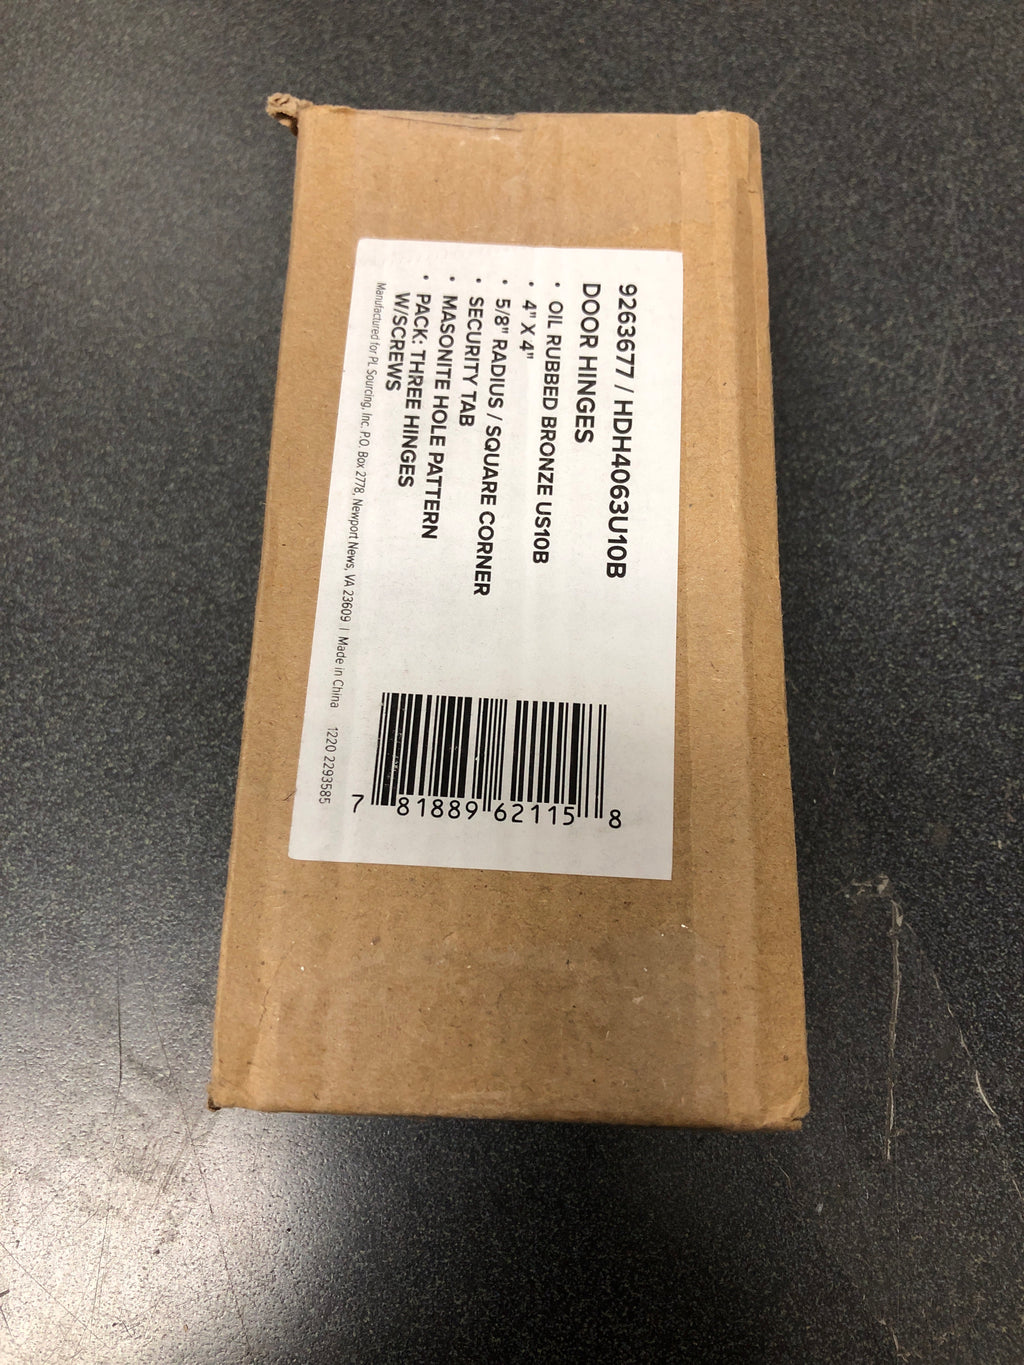 9263677 / HDH4063U10B
DOOR HINGES
• OIL RUBBED BRONZE US10B
• 4" X 4"
• 5/8" RADIUS / SQUARE CORNER
• SECURITY TAB
• MASONITE HOLE PATTERN
• PACK: THREE HINGES
W/SCREWS
Manufactured for PL Sourcing, Inc. P.O. Box 2778, Newport News, VA 23609 | Made in China 1220 2293585
7 81889 62115 8